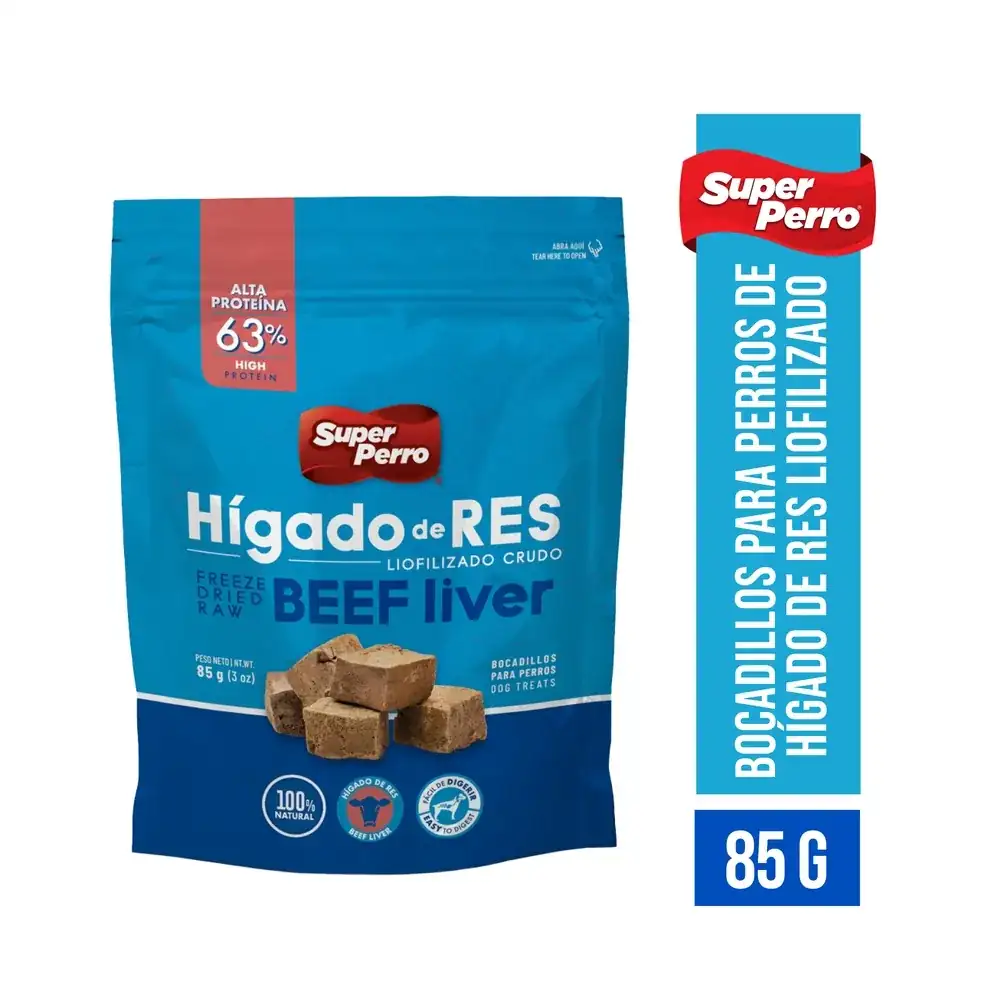 ALTA
PROTEÍNA
63%
HIGH
PROTEIN
ABRA AQUÍ
TEAR HERE TO OPEN
Super
Perro
Hígado de RES
LIOFILIZADO CRUDO
FREEZE
DRIED
RAW
BEEF liver
PESO NETO | NT.WT.
85 g (3 oz)
BOCADILLOS
PARA PERROS
DOG TREATS
100%
NATURAL
HÍGADO DE RES
BEEF LIVER
FÁCIL DE DIGERIR
EASY TO DIGEST
Super
Perro®
BOCADILLOS PARA PERROS DE
HÍGADO DE RES LIOFILIZADO
85 G